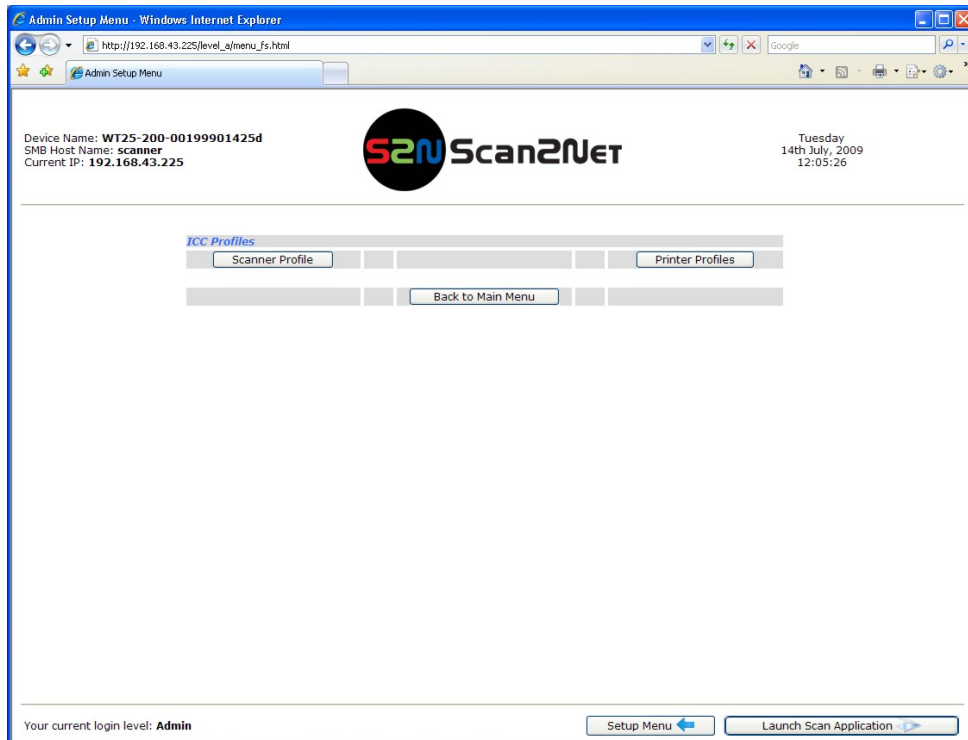 Admin Setup Menu - Windows Internet Explorer
http://192.168.43.225/level_a/menu_fs.html
Google
Admin Setup Menu
Device Name: WT25-200-00199901425d
SMB Host Name: scanner
Current IP: 192.168.43.225
S2N Scan2Net
Tuesday
14th July, 2009
12:05:26
ICC Profiles
Scanner Profile
Printer Profiles
Back to Main Menu
Your current login level: Admin
Setup Menu
Launch Scan Application